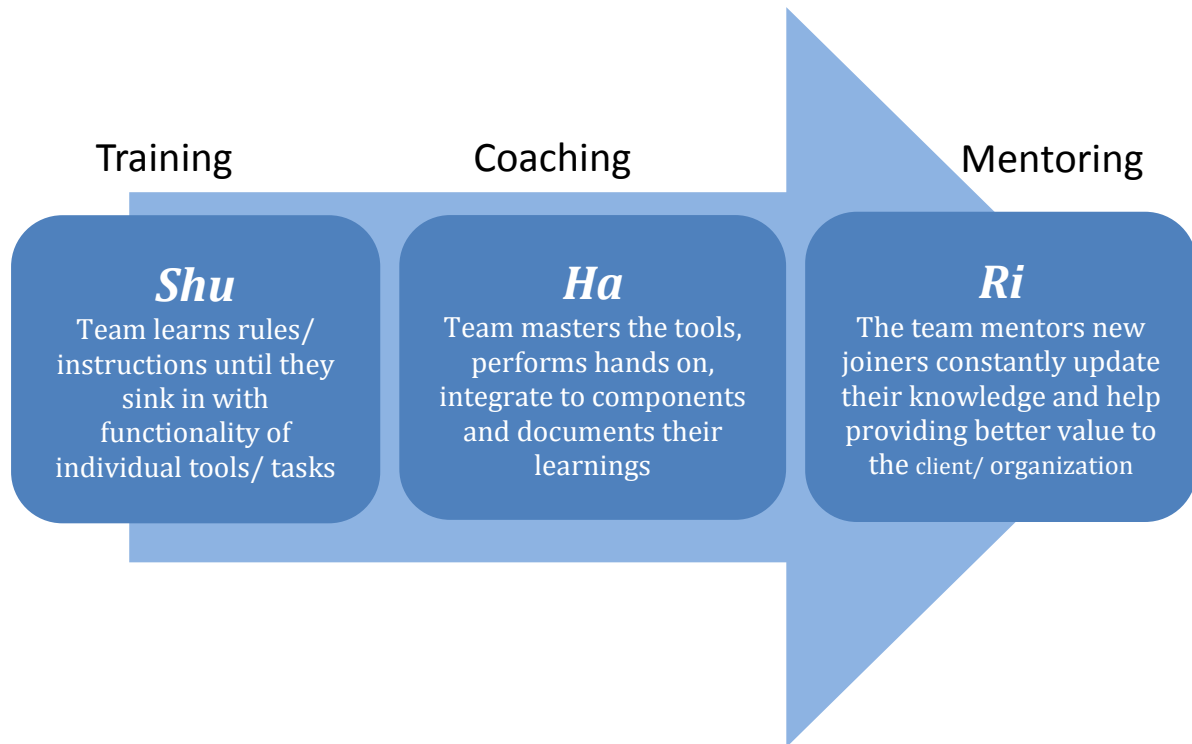 Training
Coaching
Mentoring
Shu
Team learns rules/
instructions until they
sink in with
functionality of
individual tools/ tasks
Ha
Team masters the tools,
performs hands on,
integrate to components
and documents their
learnings
Ri
The team mentors new
joiners constantly update
their knowledge and help
providing better value to
the client/ organization